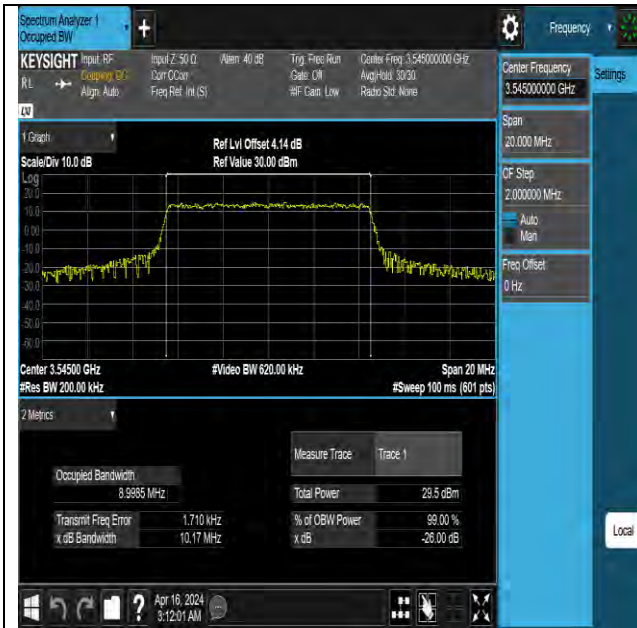 Spectrum Analyzer 1
Occupied BW
+
Frequency
KEYSIGHT
RL
Input: RF
Coupling: DC
Align: Auto
Input Z: 50 Ω
Corr CCorr
Freq Ref: Int (S)
Atten: 40 dB
Trig: Free Run
Gate: Off
#IF Gain: Low
Center Freq: 3.545000000 GHz
Avg|Hold: 30/30
Radio Std: None
LXI
Center Frequency
3.545000000 GHz
Settings
Span
20.000 MHz
CF Step
2.000000 MHz
Auto
Man
Freq Offset
0 Hz
1 Graph
Scale/Div 10.0 dB
Ref Lvl Offset 4.14 dB
Ref Value 30.00 dBm
Log
20.0
10.0
0.00
-10.0
-20.0
-30.0
-40.0
-50.0
-60.0
Center 3.54500 GHz
#Video BW 620.00 kHz
Span 20 MHz
#Res BW 200.00 kHz
#Sweep 100 ms (601 pts)
2 Metrics
Measure Trace
Trace 1
Occupied Bandwidth
8.9985 MHz
Total Power
29.5 dBm
Transmit Freq Error
1.710 kHz
% of OBW Power
99.00 %
x dB Bandwidth
10.17 MHz
x dB
-26.00 dB
Local
?
Apr 16, 2024
3:12:01 AM